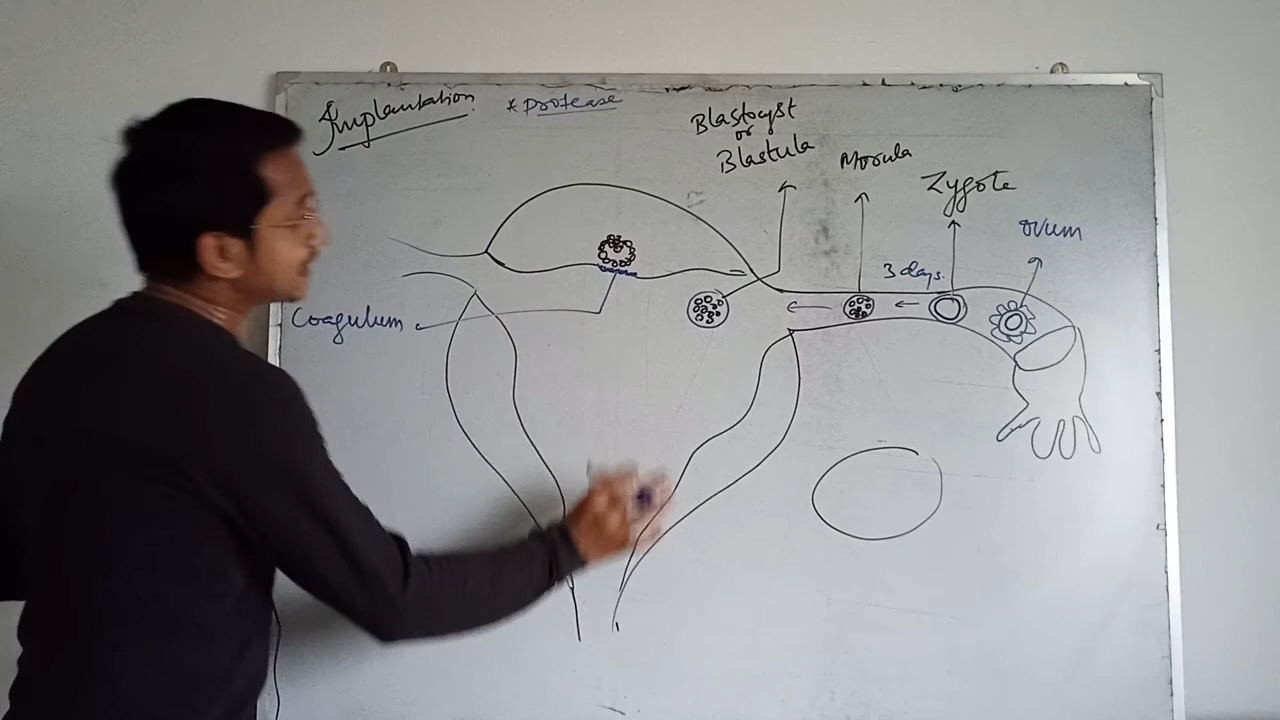 Implantation
* Protease
Blastocyst
or
Blastula
Morula
Zygote
ovum
3 days.
Coagulum